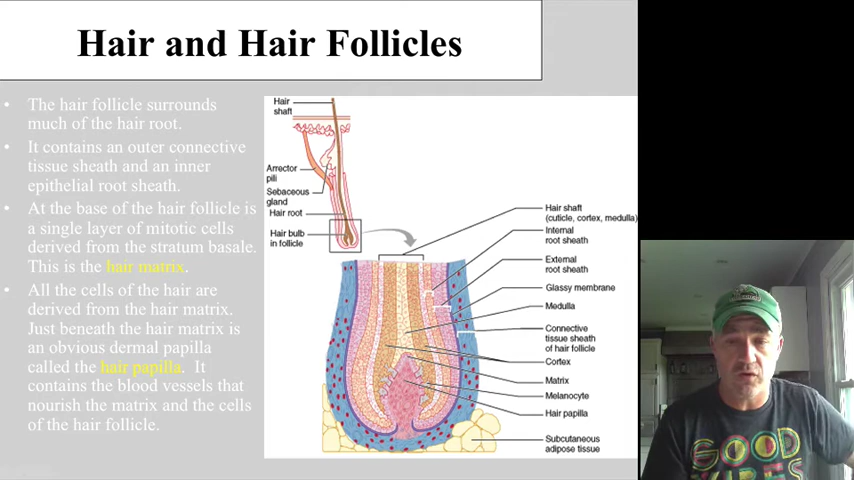 Hair and Hair Follicles
• The hair follicle surrounds
much of the hair root.
• It contains an outer connective
tissue sheath and an inner
epithelial root sheath.
• At the base of the hair follicle is
a single layer of mitotic cells
derived from the stratum basale.
This is the hair matrix.
• All the cells of the hair are
derived from the hair matrix.
Just beneath the hair matrix is
an obvious dermal papilla
called the hair papilla. It
contains the blood vessels that
nourish the matrix and the cells
of the hair follicle.
Hair
shaft
Arrector
pili
Sebaceous
gland
Hair root
Hair bulb
in follicle
Hair shaft
(cuticle, cortex, medulla)
Internal
root sheath
External
root sheath
Glassy membrane
Medulla
Connective
tissue sheath
of hair follicle
Cortex
Matrix
Melanocyte
Hair papilla
Subcutaneous
adipose tissue
GOOD